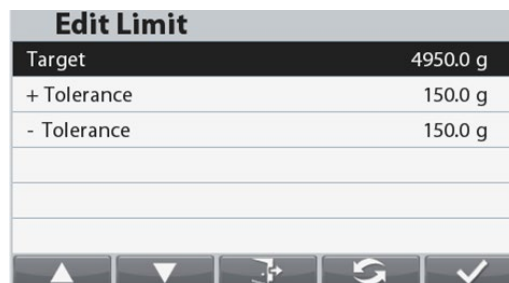 Edit Limit
Target 4950.0 g
+ Tolerance 150.0 g
- Tolerance 150.0 g